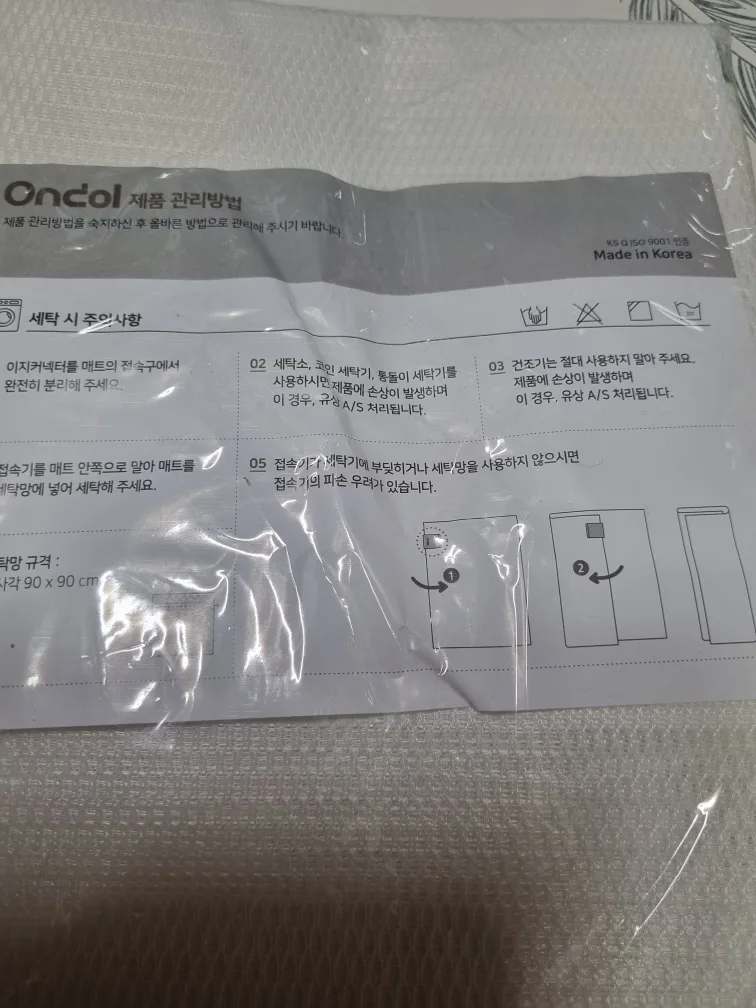 Ondol 제품 관리방법
제품 관리방법을 숙지하신 후 올바른 방법으로 관리해 주시기 바랍니다.
KS Q ISO 9001 인증
Made in Korea
세탁 시 주의사항
이지커넥터를 매트의 접속구에서
완전히 분리해 주세요.
02 세탁소, 코인 세탁기, 통돌이 세탁기를
사용하시면 제품에 손상이 발생하며
이 경우, 유상 A/S 처리됩니다.
03 건조기는 절대 사용하지 말아 주세요.
제품에 손상이 발생하며
이 경우, 유상 A/S 처리됩니다.
접속기를 매트 안쪽으로 말아 매트를
세탁망에 넣어 세탁해 주세요.
05 접속기가 세탁기에 부딪히거나 세탁망을 사용하지 않으시면
접속기의 파손 우려가 있습니다.
탁망 규격 :
사각 90 x 90 cm
1
2